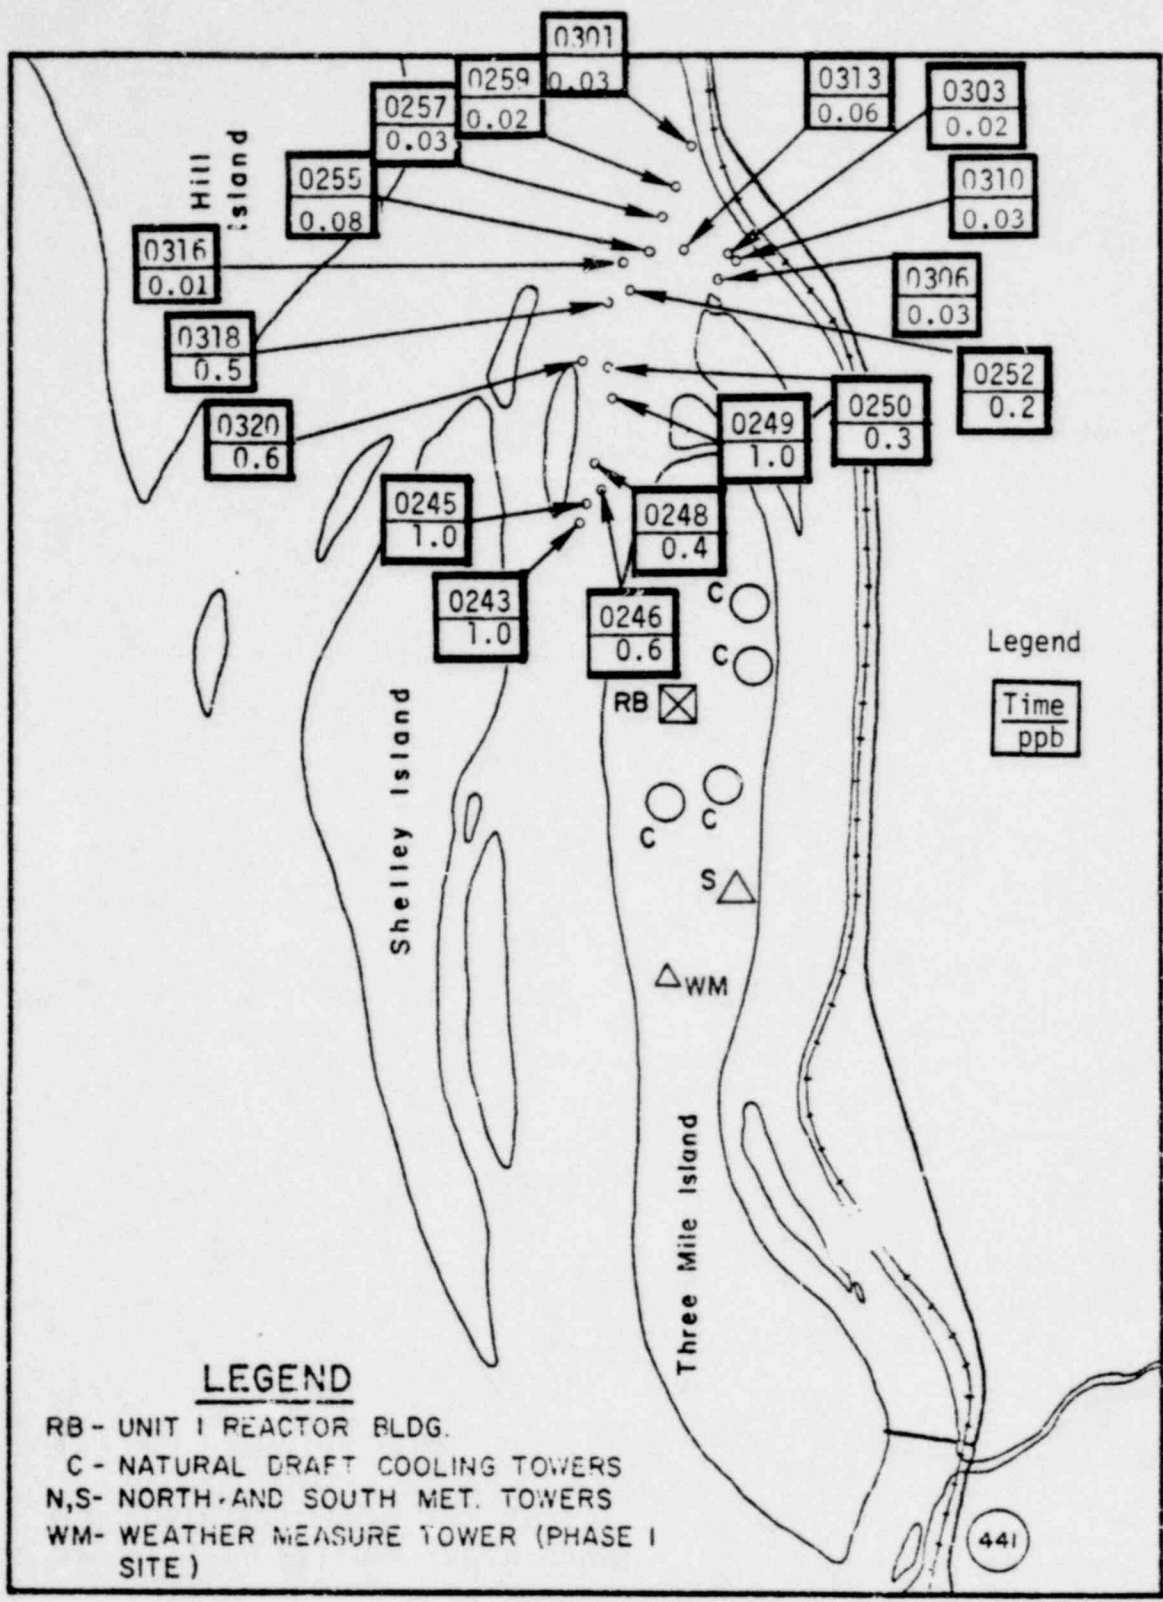 0301
0.03
0259
0.02
0313
0.06
0257
0.03
0303
0.02
Hill
Island
0255
0.08
0310
0.03
0316
0.01
0306
0.03
0318
0.5
0252
0.2
0320
0.6
0249
1.0
0250
0.3
0245
1.0
0248
0.4
0243
1.0
0246
0.6
C
C
Legend
Time
ppb
RB
Shelley Island
C
C
S
WM
Three Mile Island
LEGEND
RB - UNIT 1 REACTOR BLDG.
C - NATURAL DRAFT COOLING TOWERS
N,S- NORTH AND SOUTH MET. TOWERS
WM- WEATHER MEASURE TOWER (PHASE 1
SITE)
441